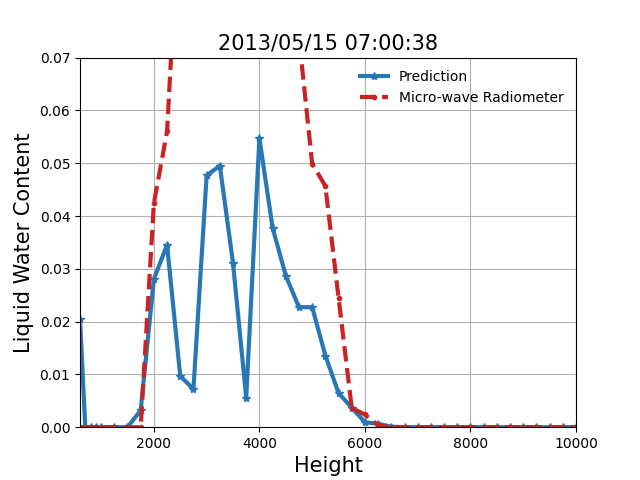 2013/05/15 07:00:38
Prediction
Micro-wave Radiometer
Liquid Water Content
0.07
0.06
0.05
0.04
0.03
0.02
0.01
0.00
2000 4000 6000 8000 10000
Height